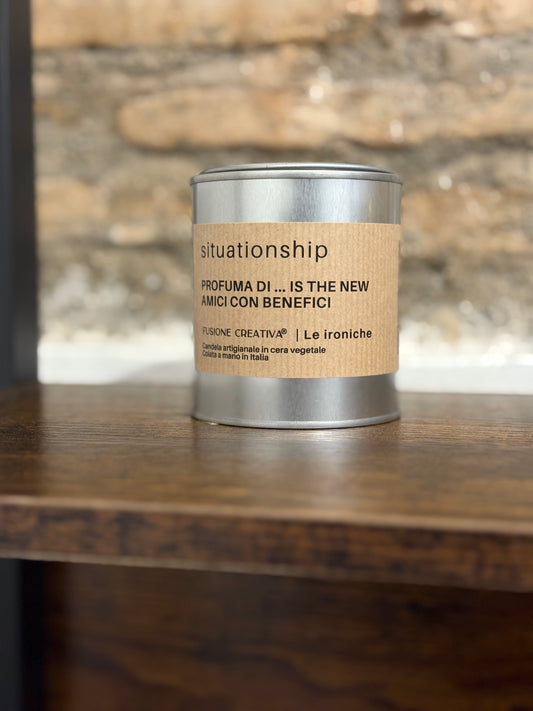 situationship
PROFUMA DI ... IS THE NEW
AMICI CON BENEFICI
FUSIONE CREATIVA® | Le ironiche
Candela artigianale in cera vegetale
Colata a mano in Italia